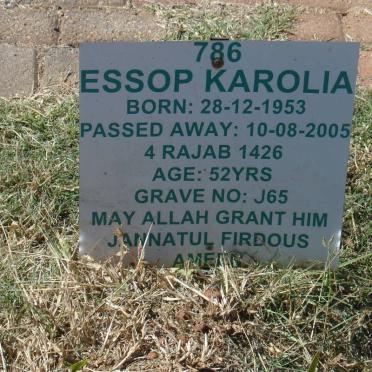 786
ESSOP KAROLIA
BORN: 28-12-1953
PASSED AWAY: 10-08-2005
4 RAJAB 1426
AGE: 52YRS
GRAVE NO: J65
MAY ALLAH GRANT HIM
JANNATUL FIRDOUS
AMEEN